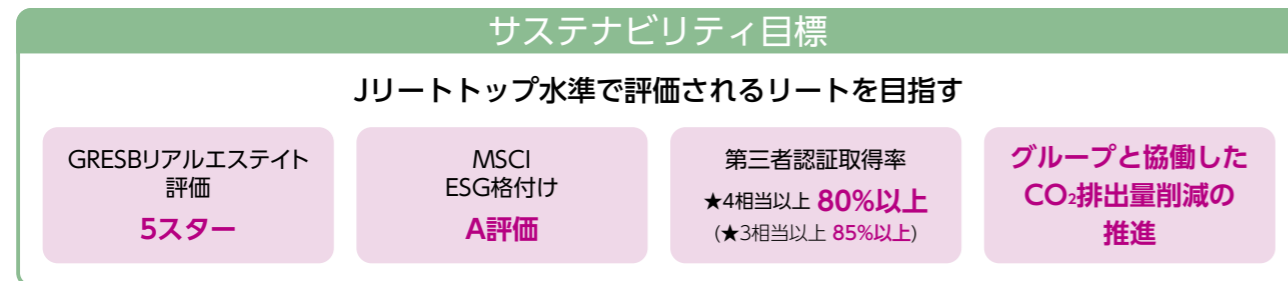 サステナビリティ目標
Jリートトップ水準で評価されるリートを目指す
GRESBリアルエステイト
評価
5スター
MSCI
ESG格付け
A評価
第三者認証取得率
★4相当以上 80%以上
(★3相当以上 85%以上)
グループと協働した
CO₂排出量削減の
推進